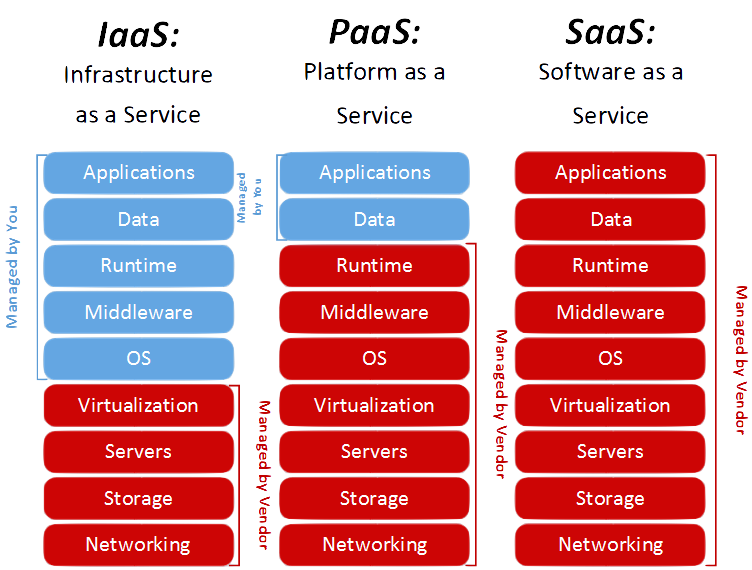 IaaS:
Infrastructure
as a Service
Managed by You
Applications
Data
Runtime
Middleware
OS
Virtualization
Servers
Storage
Networking
Managed by Vendor
PaaS:
Platform as a
Service
Managed
by You
Applications
Data
Runtime
Middleware
OS
Virtualization
Servers
Storage
Networking
Managed by Vendor
SaaS:
Software as a
Service
Applications
Data
Runtime
Middleware
OS
Virtualization
Servers
Storage
Networking
Managed by Vendor